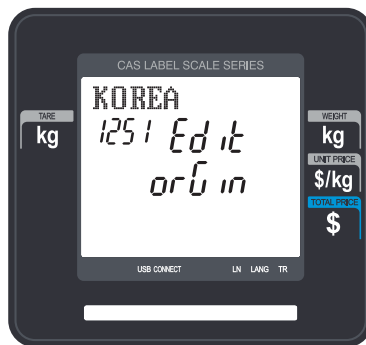 CAS LABEL SCALE SERIES
KOREA
1251 Edit
orGin
TARE
kg
WEIGHT
kg
UNIT PRICE
$/kg
TOTAL PRICE
$
USB CONNECT LN LANG TR